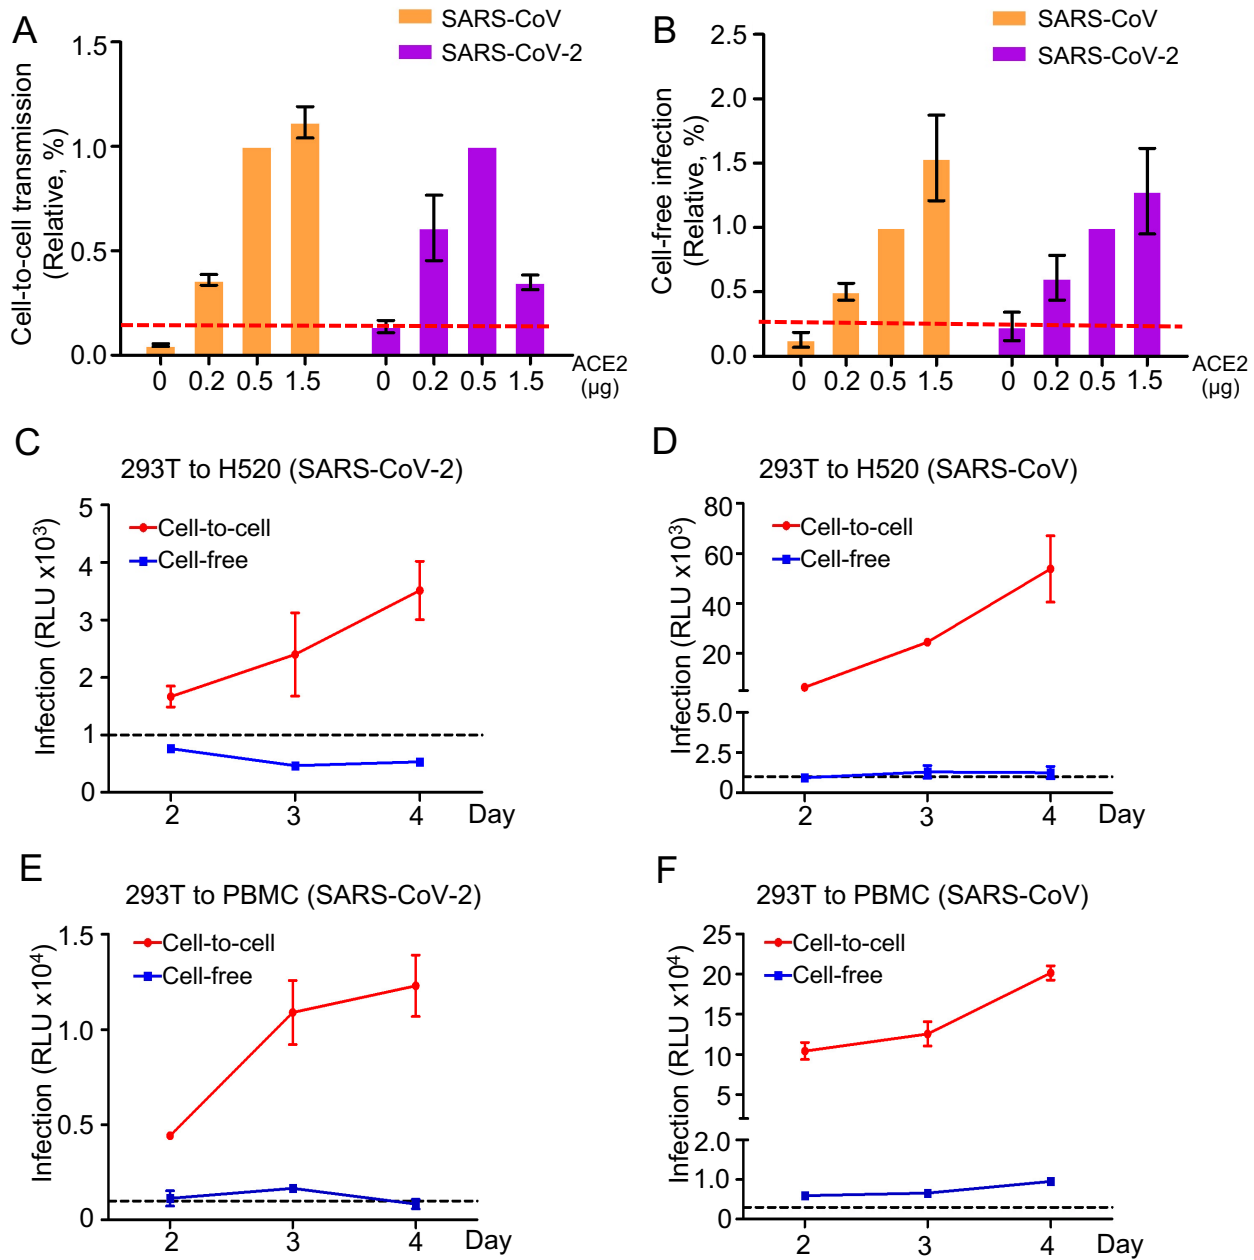 A
SARS-CoV
SARS-CoV-2
Cell-to-cell transmission
(Relative, %)
1.5
1.0
0.5
0.0
0 0.2 0.5 1.5 0 0.2 0.5 1.5
ACE2
(µg)
B
SARS-CoV
SARS-CoV-2
Cell-free infection
(Relative, %)
2.5
2.0
1.5
1.0
0.5
0.0
0 0.2 0.5 1.5 0 0.2 0.5 1.5
ACE2
(µg)
C
293T to H520 (SARS-CoV-2)
Cell-to-cell
Cell-free
Infection (RLU x10³)
5
4
3
2
1
0
2 3 4 Day
D
293T to H520 (SARS-CoV)
Cell-to-cell
Cell-free
Infection (RLU x10³)
80
60
40
20
5.0
2.5
0
2 3 4 Day
E
293T to PBMC (SARS-CoV-2)
Cell-to-cell
Cell-free
Infection (RLU x10⁴)
1.5
1.0
0.5
0
2 3 4 Day
F
293T to PBMC (SARS-CoV)
Cell-to-cell
Cell-free
Infection (RLU x10⁴)
25
20
15
10
5
2.0
1.0
0
2 3 4 Day